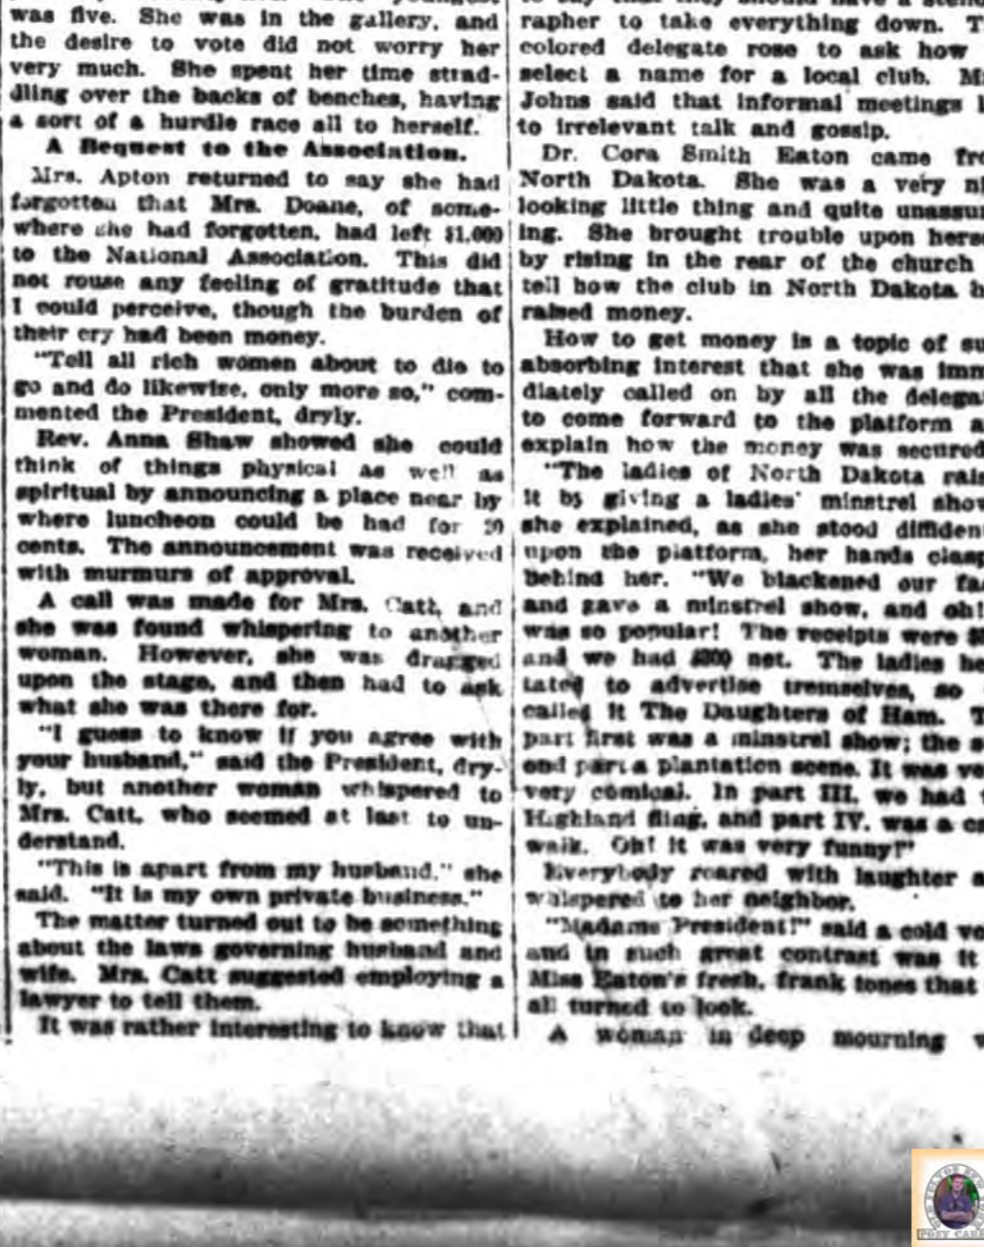 was five. She was in the gallery, and
the desire to vote did not worry her
very much. She spent her time strad-
dling over the backs of benches, having
a sort of a hurdle race all to herself.
A Bequest to the Association.
Mrs. Apton returned to say she had
forgotten that Mrs. Doane, of some-
where she had forgotten, had left $1,000
to the National Association. This did
not rouse any feeling of gratitude that
I could perceive, though the burden of
their cry had been money.
"Tell all rich women about to die to
go and do likewise, only more so," com-
mented the President, dryly.
Rev. Anna Shaw showed she could
think of things physical as well as
spiritual by announcing a place near by
where luncheon could be had for 20
cents. The announcement was received
with murmurs of approval.
A call was made for Mrs. Catt, and
she was found whispering to another
woman. However, she was dragged
upon the stage, and then had to ask
what she was there for.
"I guess to know if you agree with
your husband," said the President, dry-
ly, but another woman whispered to
Mrs. Catt, who seemed at last to un-
derstand.
"This is apart from my husband," she
said. "It is my own private business."
The matter turned out to be something
about the laws governing husband and
wife. Mrs. Catt suggested employing a
lawyer to tell them.
It was rather interesting to know that
to say that they should have a
rapher to take everything down.
colored delegate rose to ask how
select a name for a local club.
Johns said that informal meetings
to irrelevant talk and gossip.
Dr. Cora Smith Eaton came
North Dakota. She was a very
looking little thing and quite unassum
ing. She brought trouble upon
by rising in the rear of the church
tell how the club in North Dakota
raised money.
How to get money is a topic of
absorbing interest that she was
diately called on by all the
to come forward to the platform
explain how the money was secured
"The ladies of North Dakota
it by giving a ladies' minstrel
she explained, as she stood
upon the platform, her hands
behind her. "We blackened our
and gave a minstrel show, and oh!
was so popular! The receipts were
and we had $300 net. The ladies
tated to advertise tremselves, so
called it The Daughters of Ham.
part first was a minstrel show; the
ond part a plantation scene. It was
very comical. In part III. we had
Highland fling, and part IV. was a
walk. Oh! it was very funny!"
Everybody roared with laughter
whispered to her neighbor.
"Madame President!" said a cold
and in such great contrast was it
Miss Eaton's fresh, frank tones that
all turned to look.
A woman in deep mourning